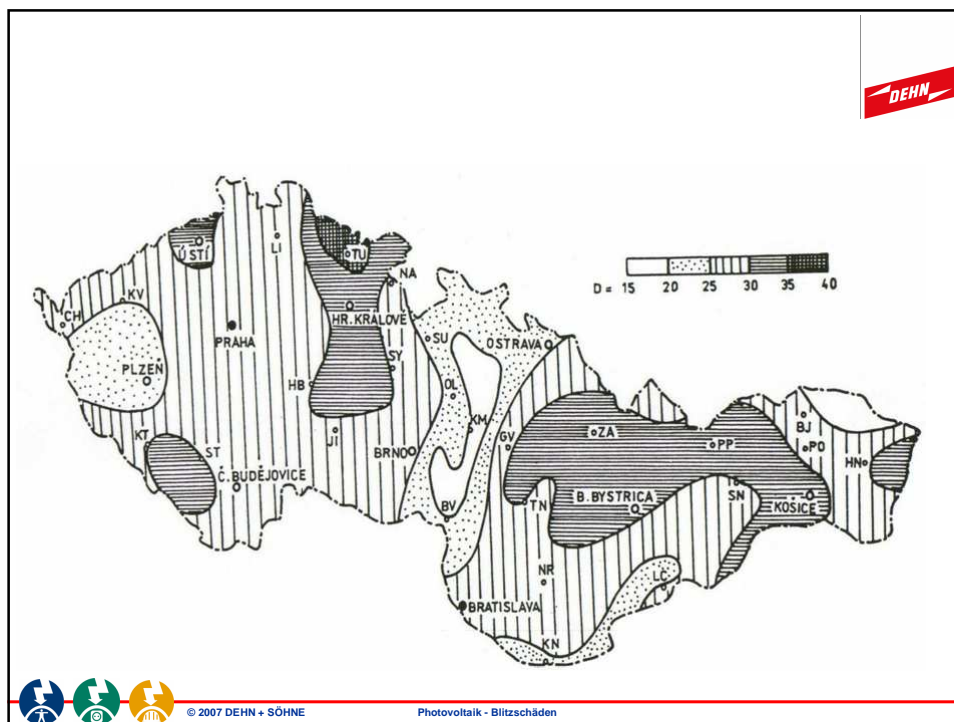 DEHN
ÚSTÍ
LI
TU
NA
KV
CH
HR. KRÁLOVÉ
PRAHA
SU
OSTRAVA
PLZEŇ
HB
SY
OL
KM
GV
ZA
PP
BJ
PO
HN
KT
ST
JI
BRNO
Č. BUDĚJOVICE
BV
TN
B. BYSTRICA
SN
KOŠICE
NR
LČ
BRATISLAVA
KN
D = 15 20 25 30 35 40
© 2007 DEHN + SÖHNE
Photovoltaik - Blitzschäden